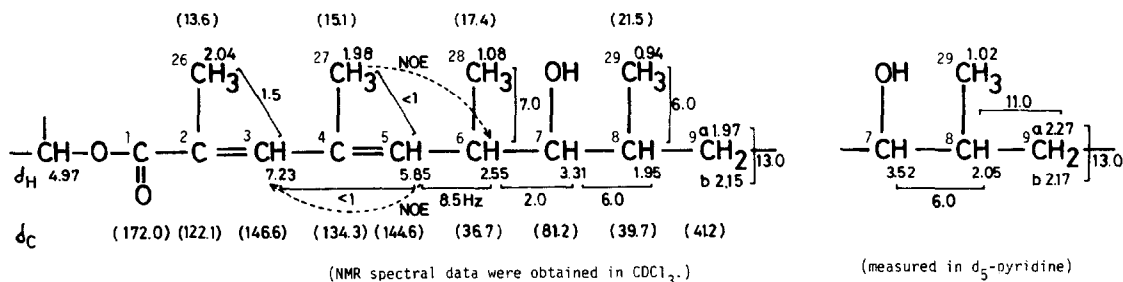 (13.6) (15.1) (17.4) (21.5)
26 2.04 27 1.98 NOE 28 1.08 29 0.94 29 1.02
CH3 CH3 CH3 OH CH3 OH CH3
1.5 <1 7.0 6.0 11.0
1 2 3 4 5 6 7 8 9 a 1.97 7 8 9 a 2.27
—CH—O—C—C=CH—C=CH—CH—CH—CH—CH2 13.0 —CH—CH—CH2 13.0
δH 4.97 O 7.23 5.85 2.55 3.31 1.95 b 2.15 3.52 2.05 b 2.17
<1 NOE 8.5Hz 2.0 6.0 6.0
δC (172.0) (122.1) (146.6) (134.3) (144.6) (36.7) (81.2) (39.7) (41.2)
(NMR spectral data were obtained in CDCl3.) (measured in d5-pyridine)